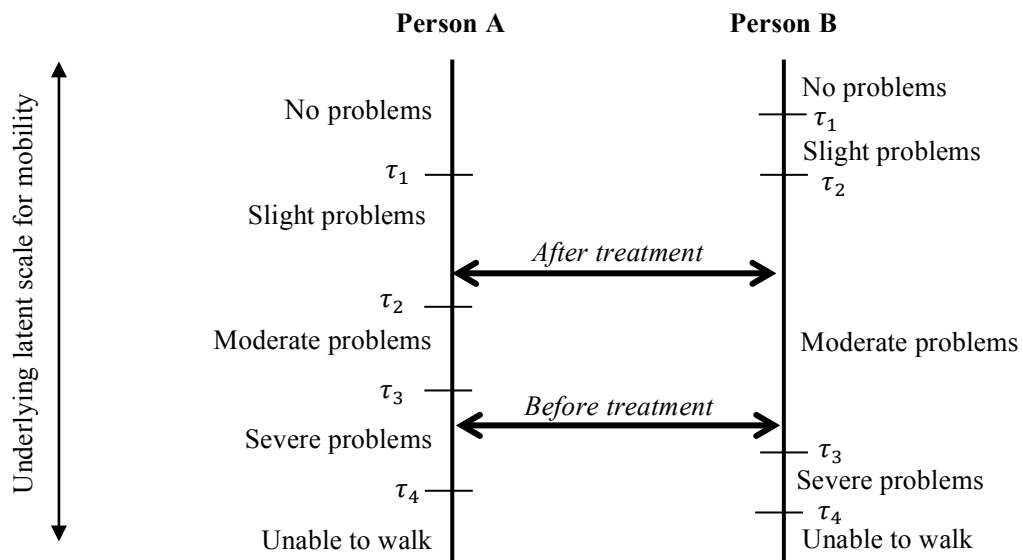 Person A
Person B
Underlying latent scale for mobility
No problems
τ1
Slight problems
τ2
Moderate problems
τ3
Severe problems
τ4
Unable to walk
After treatment
Before treatment
No problems
τ1
Slight problems
τ2
Moderate problems
τ3
Severe problems
τ4
Unable to walk